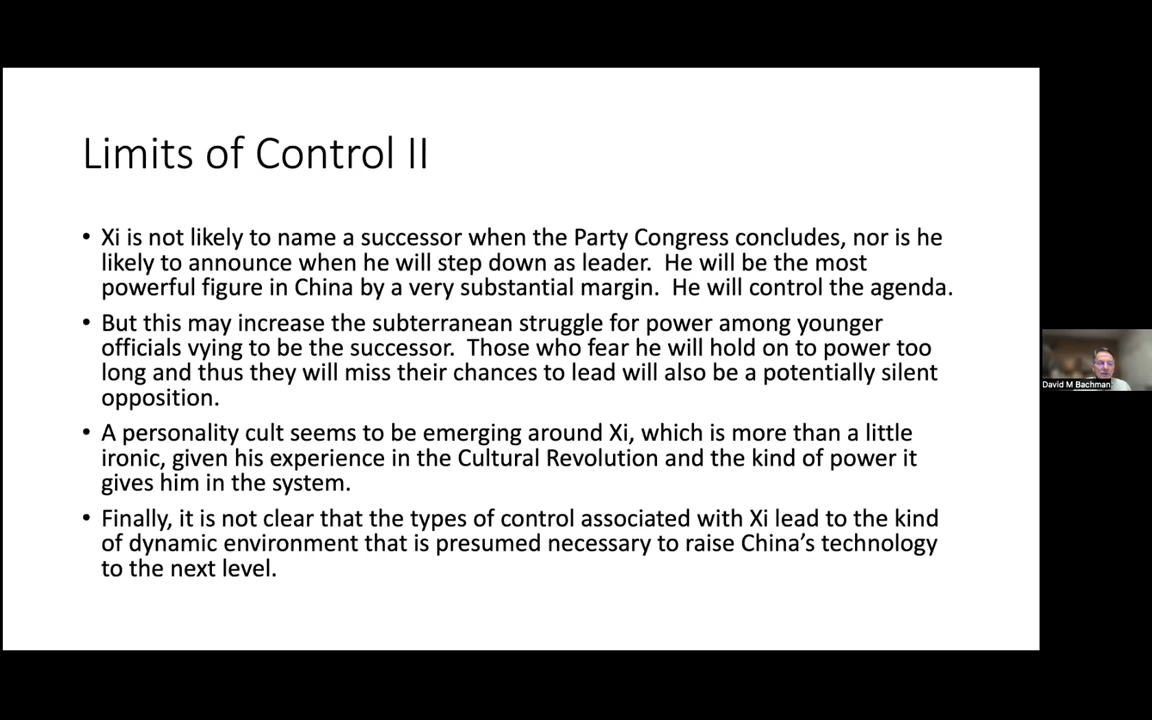 Limits of Control II
• Xi is not likely to name a successor when the Party Congress concludes, nor is he
likely to announce when he will step down as leader.  He will be the most
powerful figure in China by a very substantial margin.  He will control the agenda.
• But this may increase the subterranean struggle for power among younger
officials vying to be the successor.  Those who fear he will hold on to power too
long and thus they will miss their chances to lead will also be a potentially silent
opposition.
• A personality cult seems to be emerging around Xi, which is more than a little
ironic, given his experience in the Cultural Revolution and the kind of power it
gives him in the system.
• Finally, it is not clear that the types of control associated with Xi lead to the kind
of dynamic environment that is presumed necessary to raise China’s technology
to the next level.
David M Bachman